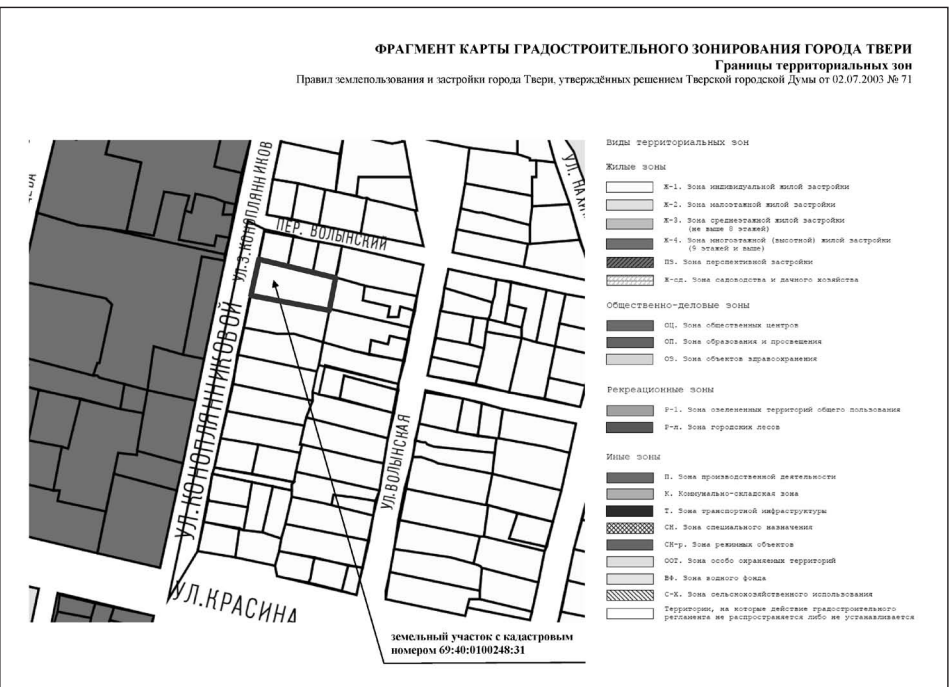 ФРАГМЕНТ КАРТЫ ГРАДОСТРОИТЕЛЬНОГО ЗОНИРОВАНИЯ ГОРОДА ТВЕРИ
Границы территориальных зон
Правил землепользования и застройки города Твери, утверждённых решением Тверской городской Думы от 02.07.2003 № 71
УЛ.З.КОНОПЛЯННИКОВ
ПЕР. ВОЛЫНСКИЙ
УЛ.КОНОПЛЯННИКОВОЙ
УЛ.ВОЛЫНСКАЯ
УЛ.КРАСИНА
УЛ. НАХИ
земельный участок с кадастровым
номером 69:40:0100248:31
Виды территориальных зон
Жилые зоны
Ж-1. Зона индивидуальной жилой застройки
Ж-2. Зона малоэтажной жилой застройки
Ж-3. Зона среднеэтажной жилой застройки
(не выше 8 этажей)
Ж-4. Зона многоэтажной (высотной) жилой застройки
(9 этажей и выше)
ПЗ. Зона перспективной застройки
Ж-сд. Зона садоводства и дачного хозяйства
Общественно-деловые зоны
ОЦ. Зона общественных центров
ОП. Зона образования и просвещения
ОЗ. Зона объектов здравоохранения
Рекреационные зоны
Р-1. Зона озелененных территорий общего пользования
Р-л. Зона городских лесов
Иные зоны
П. Зона производственной деятельности
К. Коммунально-складская зона
Т. Зона транспортной инфраструктуры
СН. Зона специального назначения
СН-р. Зона режимных объектов
ООТ. Зона особо охраняемых территорий
ВФ. Зона водного фонда
С-Х. Зона сельскохозяйственного использования
Территории, на которые действие градостроительного
регламента не распространяется либо не устанавливается